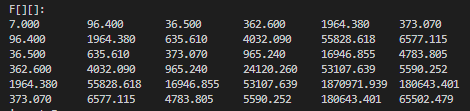 F[][]:
7.000 96.400 36.500 362.600 1964.380 373.070
96.400 1964.380 635.610 4032.090 55828.618 6577.115
36.500 635.610 373.070 965.240 16946.855 4783.805
362.600 4032.090 965.240 24120.260 53107.639 5590.252
1964.380 55828.618 16946.855 53107.639 1870971.939 180643.401
373.070 6577.115 4783.805 5590.252 180643.401 65502.479